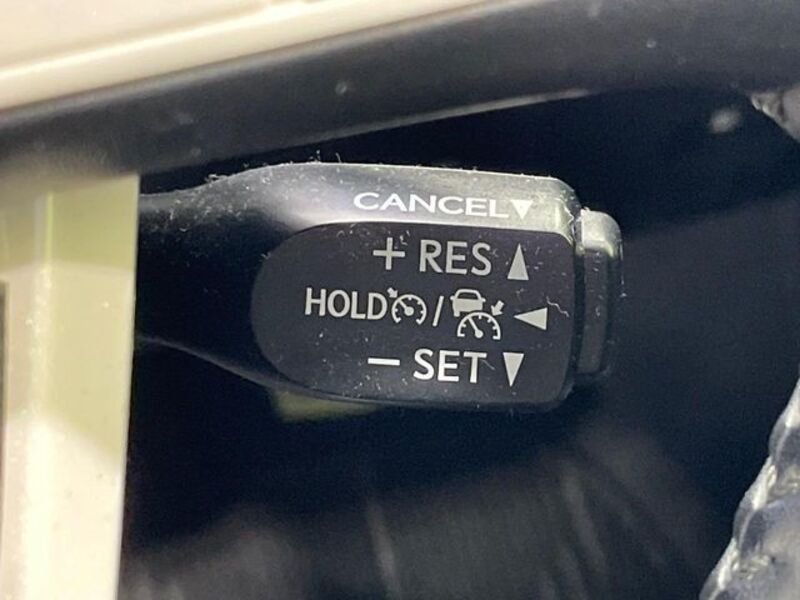 CANCEL▼
+ RES ▲
HOLD / ◀
− SET ▼